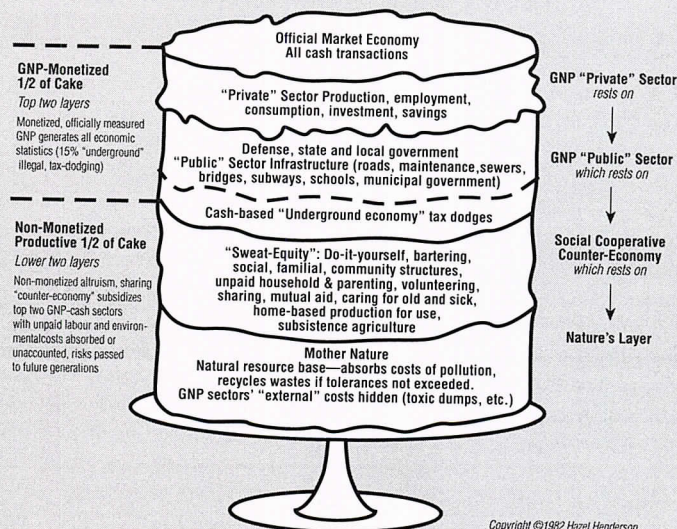 Official Market Economy
All cash transactions
GNP-Monetized
1/2 of Cake
Top two layers
Monetized, officially measured
GNP generates all economic
statistics (15% "underground"
illegal, tax-dodging)
"Private" Sector Production, employment,
consumption, investment, savings
Defense, state and local government
"Public" Sector Infrastructure (roads, maintenance,sewers,
bridges, subways, schools, municipal government)
Cash-based "Underground economy" tax dodges
Non-Monetized
Productive 1/2 of Cake
Lower two layers
Non-monetized altruism, sharing
"counter-economy" subsidizes
top two GNP-cash sectors
with unpaid labour and environ-
mentalcosts absorbed or
unaccounted, risks passed
to future generations
"Sweat-Equity": Do-it-yourself, bartering,
social, familial, community structures,
unpaid household & parenting, volunteering,
sharing, mutual aid, caring for old and sick,
home-based production for use,
subsistence agriculture
Mother Nature
Natural resource base—absorbs costs of pollution,
recycles wastes if tolerances not exceeded.
GNP sectors' "external" costs hidden (toxic dumps, etc.)
GNP "Private" Sector
rests on
GNP "Public" Sector
which rests on
Social Cooperative
Counter-Economy
which rests on
Nature's Layer
Copyright ©1982 Hazel Henderson